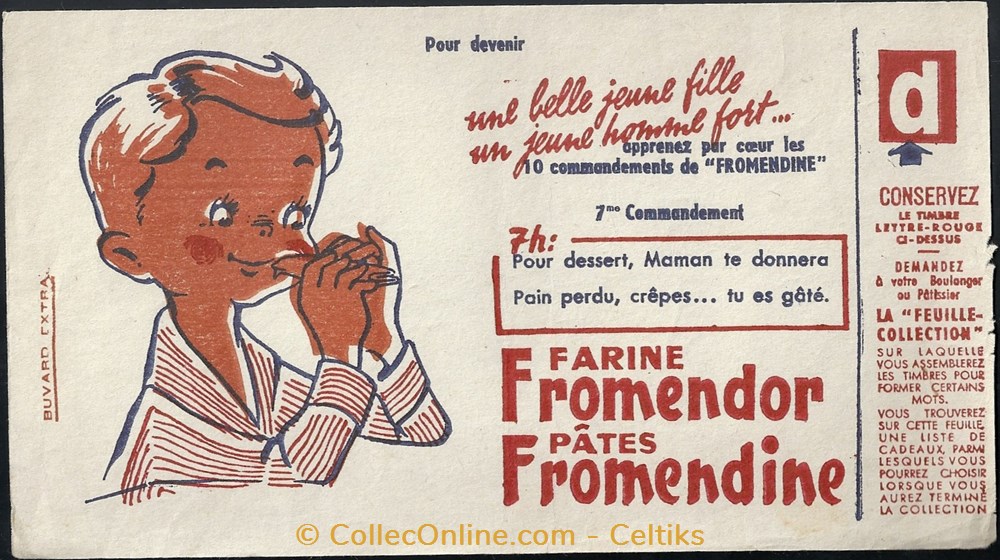 Pour devenir
une belle jeune fille
un jeune homme fort...
apprenez par cœur les
10 commandements de "FROMENDINE"
7me Commandement
7h:
Pour dessert, Maman te donnera
Pain perdu, crêpes... tu es gâté.
FARINE
Fromendor
PÂTES
Fromendine
BUVARD EXTRA
d
CONSERVEZ
LE TIMBRE
LETTRE-ROUGE
CI-DESSUS
DEMANDEZ
à votre Boulanger
ou Pâtissier
LA "FEUILLE-
COLLECTION"
SUR LAQUELLE
VOUS ASSEMBLEREZ
LES TIMBRES POUR
FORMER CERTAINS
MOTS.
VOUS TROUVEREZ
SUR CETTE FEUILLE
UNE LISTE DE
CADEAUX, PARMI
LESQUELS VOUS
POURREZ CHOISIR
LORSQUE VOUS
AUREZ TERMINÉ
LA COLLECTION
© CollecOnline.com - Celtiks